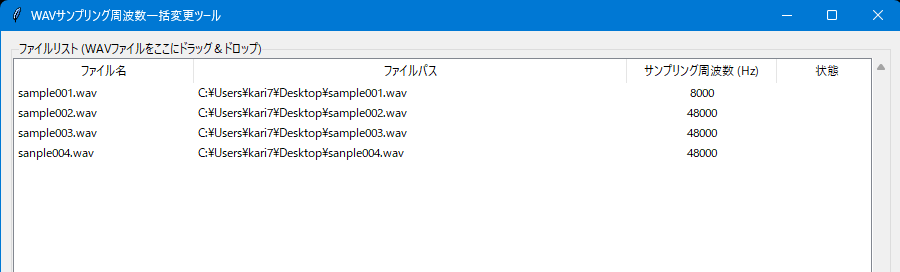 WAVサンプリング周波数一括変更ツール
ファイルリスト (WAVファイルをここにドラッグ＆ドロップ)
ファイル名 ファイルパス サンプリング周波数 (Hz) 状態
sample001.wav C:¥Users¥kari7¥Desktop¥sample001.wav 8000
sample002.wav C:¥Users¥kari7¥Desktop¥sample002.wav 48000
sample003.wav C:¥Users¥kari7¥Desktop¥sample003.wav 48000
sanple004.wav C:¥Users¥kari7¥Desktop¥sanple004.wav 48000